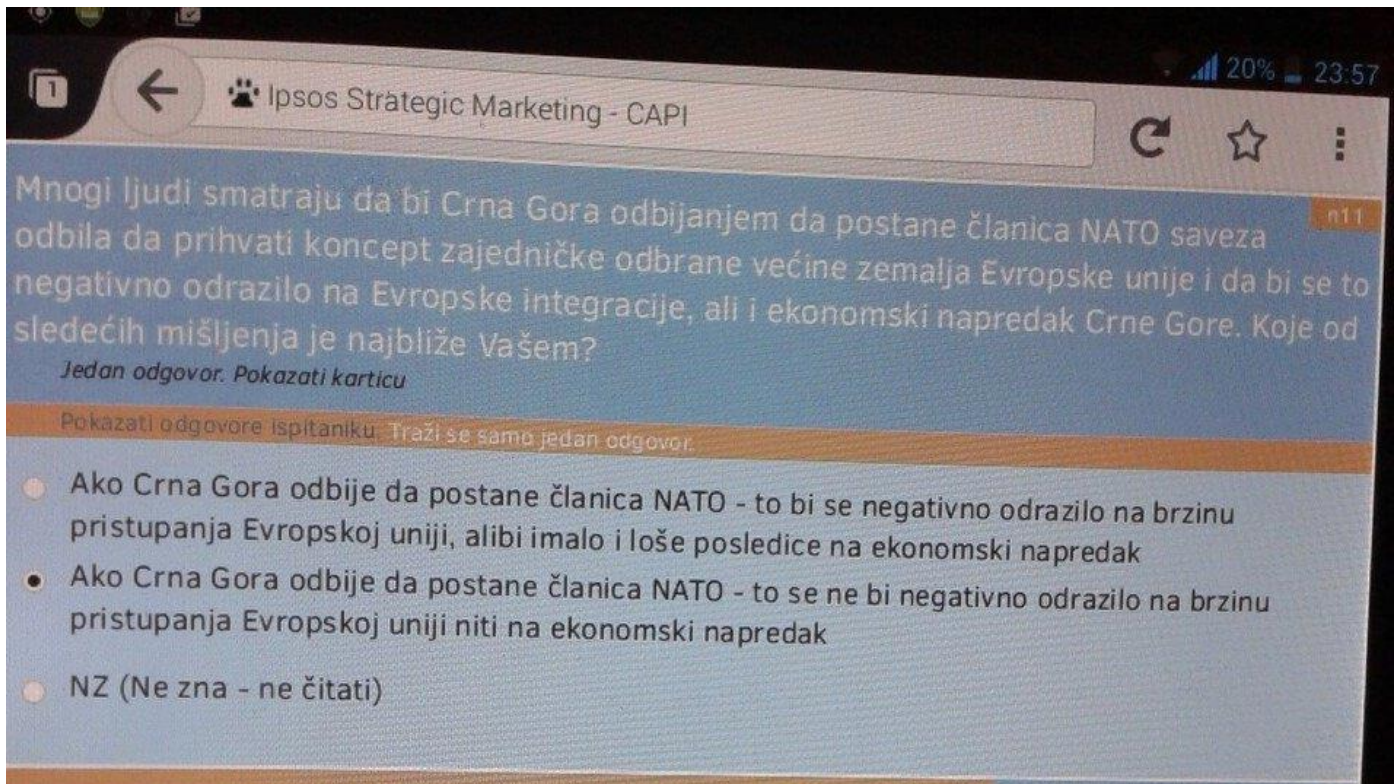 20% 23:57
1 Ipsos Strategic Marketing - CAPI
Mnogi ljudi smatraju da bi Crna Gora odbijanjem da postane članica NATO saveza
n11
odbila da prihvati koncept zajedničke odbrane većine zemalja Evropske unije i da bi se to
negativno odrazilo na Evropske integracije, ali i ekonomski napredak Crne Gore. Koje od
sledećih mišljenja je najbliže Vašem?
Jedan odgovor. Pokazati karticu
Pokazati odgovore ispitaniku. Traži se samo jedan odgovor.
Ako Crna Gora odbije da postane članica NATO - to bi se negativno odrazilo na brzinu
pristupanja Evropskoj uniji, alibi imalo i loše posledice na ekonomski napredak
Ako Crna Gora odbije da postane članica NATO - to se ne bi negativno odrazilo na brzinu
pristupanja Evropskoj uniji niti na ekonomski napredak
NZ (Ne zna - ne čitati)